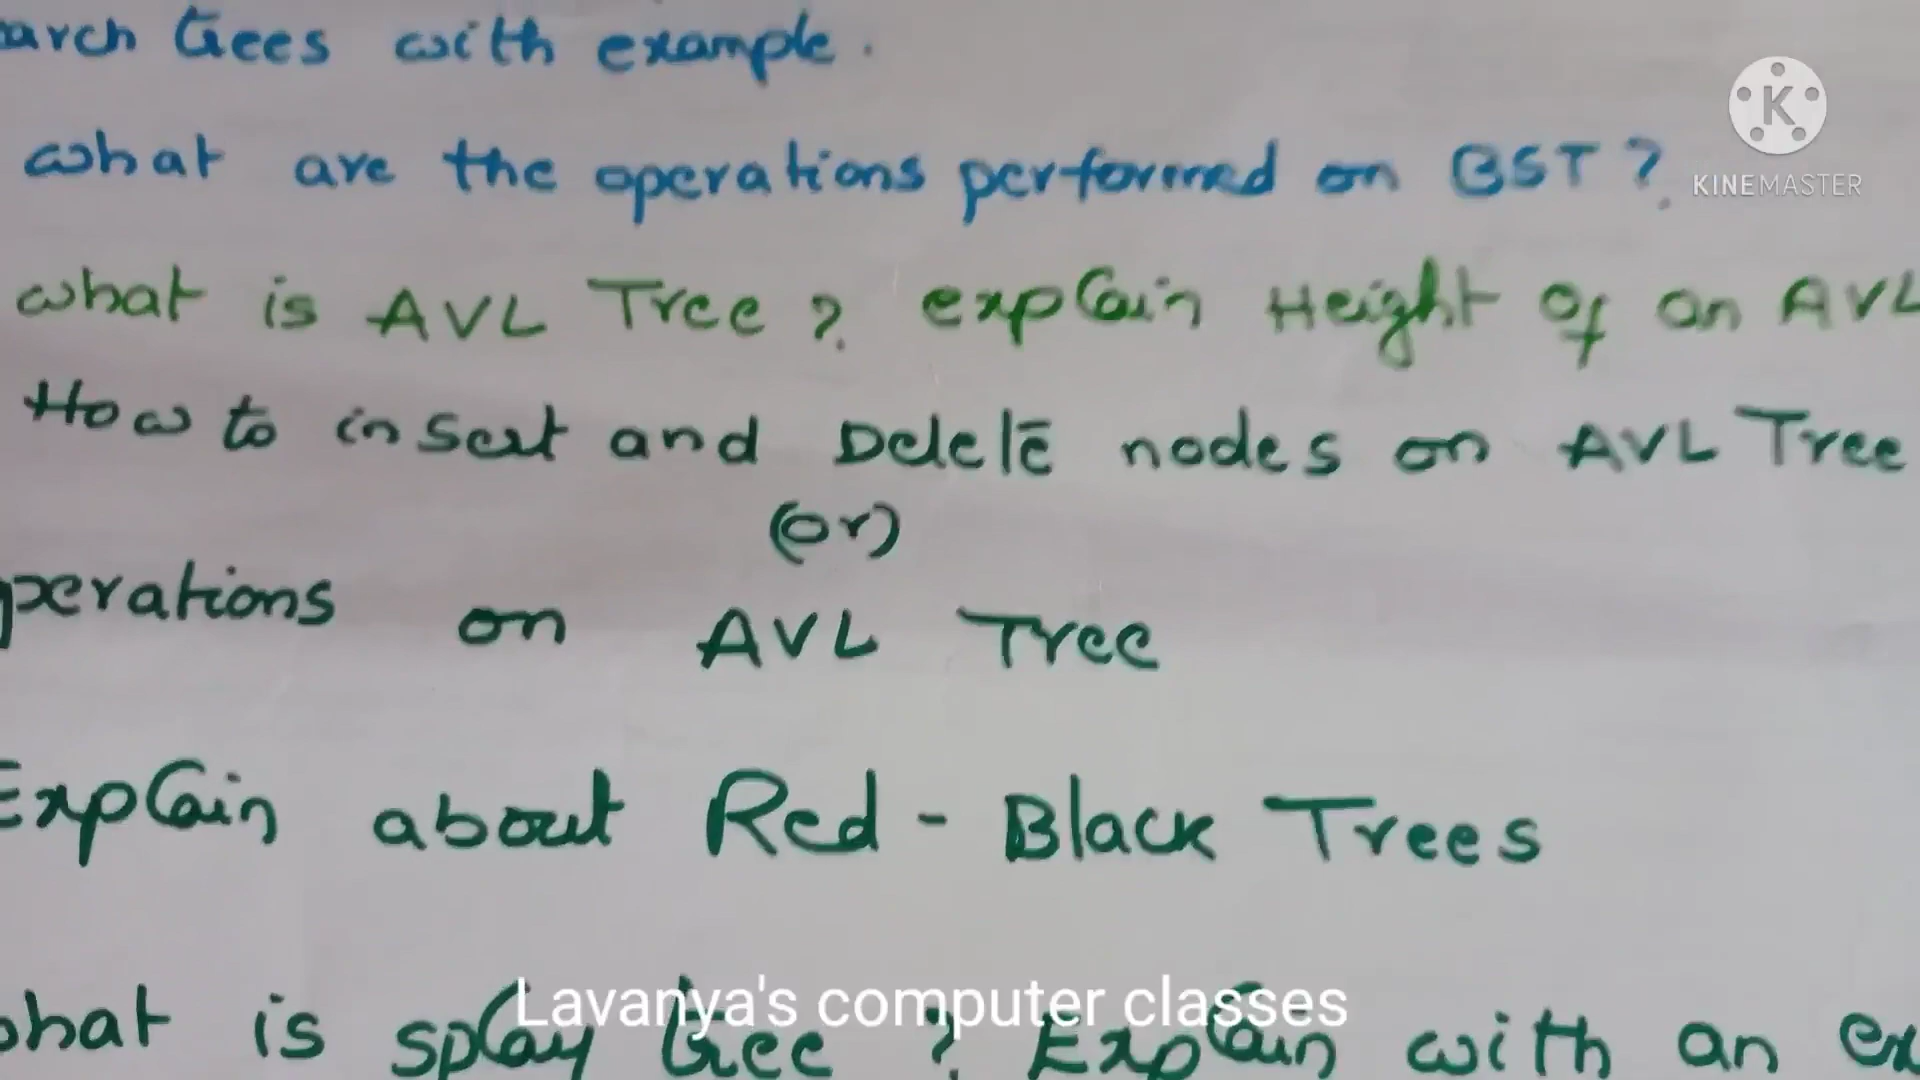 arch trees with example.
what are the operations performed on BST?
what is AVL Tree? explain Height of an AVL
How to insert and Delete nodes on AVL Tree
(or)
perations on AVL Tree
Explain about Red - Black Trees
what is splay tree? Explain with an ex
KINEMASTER
Lavanya's computer classes